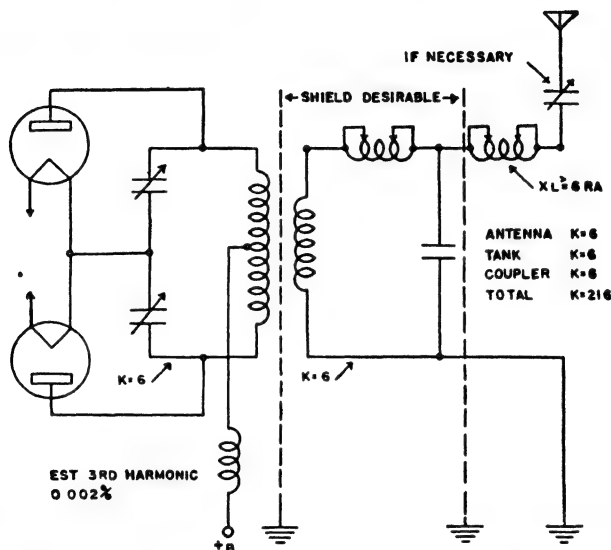 IF NECESSARY
SHIELD DESIRABLE
XL≥6RA
ANTENNA K=6
TANK K=6
COUPLER K=6
TOTAL K=216
K=6
K=6
EST 3RD HARMONIC
0.002%
+B